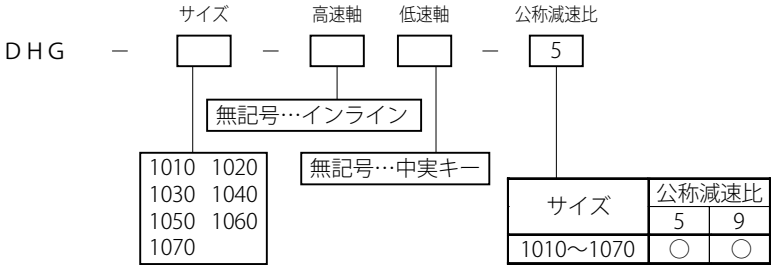 サイズ 高速軸 低速軸 公称減速比
DHG － － － 5
無記号…インライン
1010 1020
1030 1040
1050 1060
1070
無記号…中実キー
サイズ 公称減速比
5 9
1010～1070 ○ ○